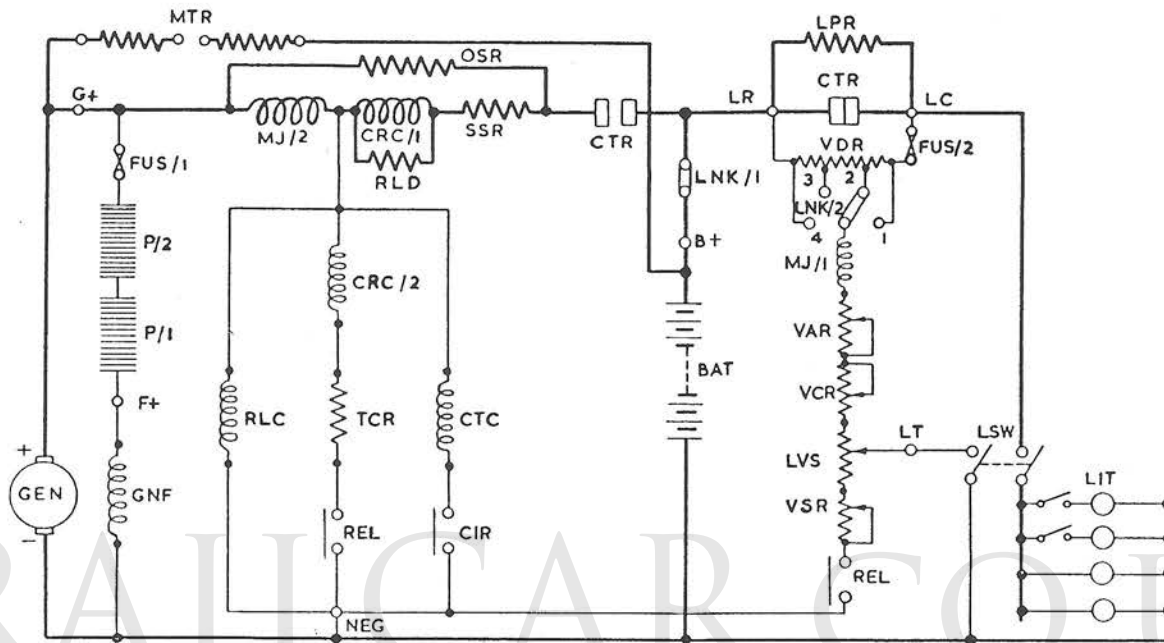 MTR
LPR
OSR
CTR
G+
LR
LC
MJ/2
CRC/1
SSR
CTR
VDR
FUS/2
FUS/1
RLD
LNK/1
3 2
LNK/2
4 1
P/2
B+
MJ/1
CRC/2
P/1
VAR
BAT
VCR
F+
RLC
TCR
CTC
LT
LSW
LVS
+
GEN
GNF
LIT
VSR
-
REL
CIR
REL
NEG
RAILCAR COL